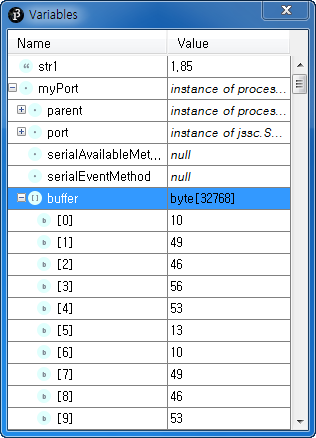 Variables
Name Value
str1 1.85
myPort instance of proces...
parent instance of proces...
port instance of jssc.S...
serialAvailableMet... null
serialEventMethod null
buffer byte[32768]
[0] 10
[1] 49
[2] 46
[3] 56
[4] 53
[5] 13
[6] 10
[7] 49
[8] 46
[9] 53